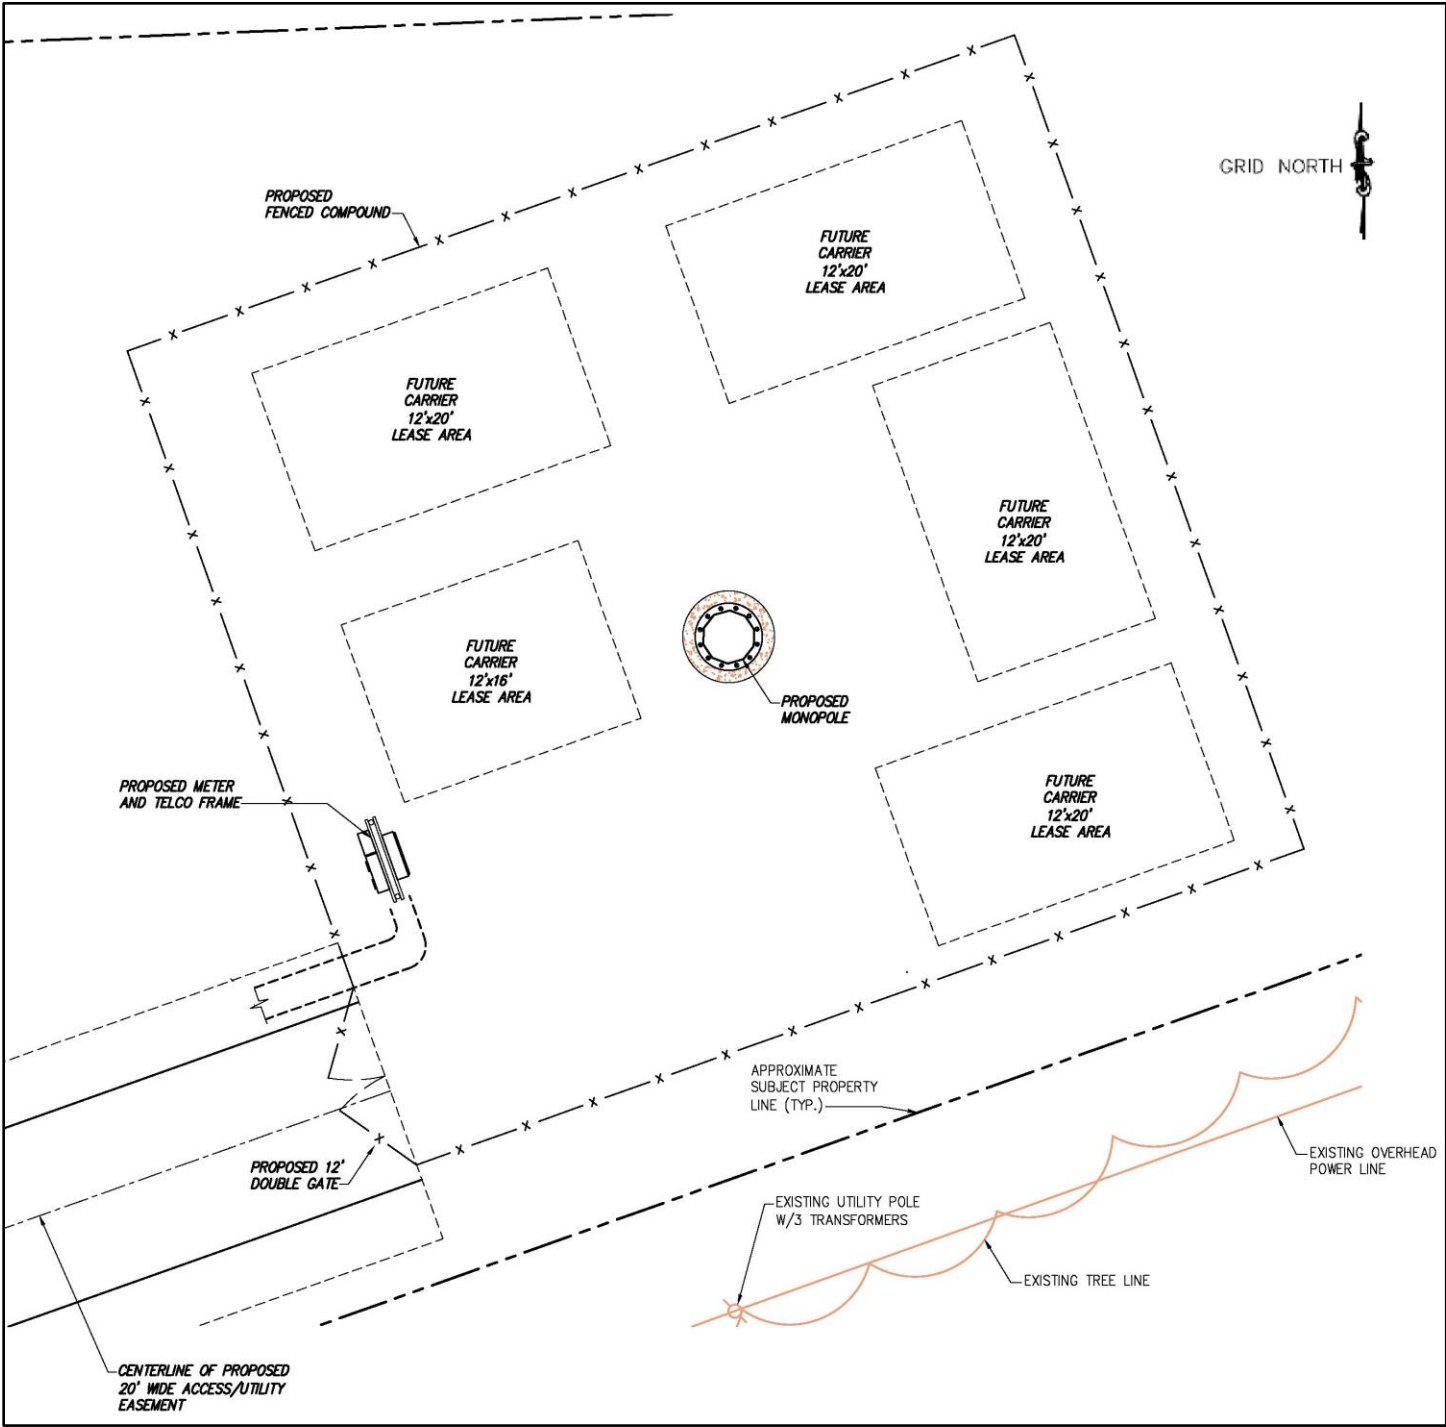 GRID NORTH
PROPOSED
FENCED COMPOUND
FUTURE
CARRIER
12'x20'
LEASE AREA
FUTURE
CARRIER
12'x20'
LEASE AREA
FUTURE
CARRIER
12'x20'
LEASE AREA
FUTURE
CARRIER
12'x16'
LEASE AREA
PROPOSED
MONOPOLE
PROPOSED METER
AND TELCO FRAME
FUTURE
CARRIER
12'x20'
LEASE AREA
APPROXIMATE
SUBJECT PROPERTY
LINE (TYP.)
PROPOSED 12'
DOUBLE GATE
EXISTING OVERHEAD
POWER LINE
EXISTING UTILITY POLE
W/3 TRANSFORMERS
EXISTING TREE LINE
CENTERLINE OF PROPOSED
20' WIDE ACCESS/UTILITY
EASEMENT